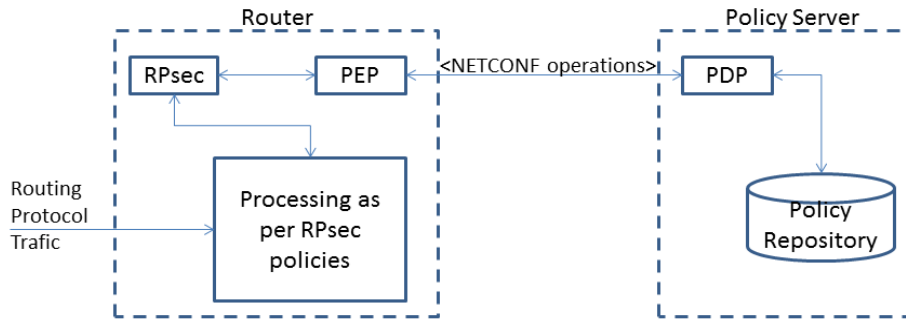 Router
Policy Server
RPsec
PEP
<NETCONF operations>
PDP
Routing
Protocol
Trafic
Processing as
per RPsec
policies
Policy
Repository